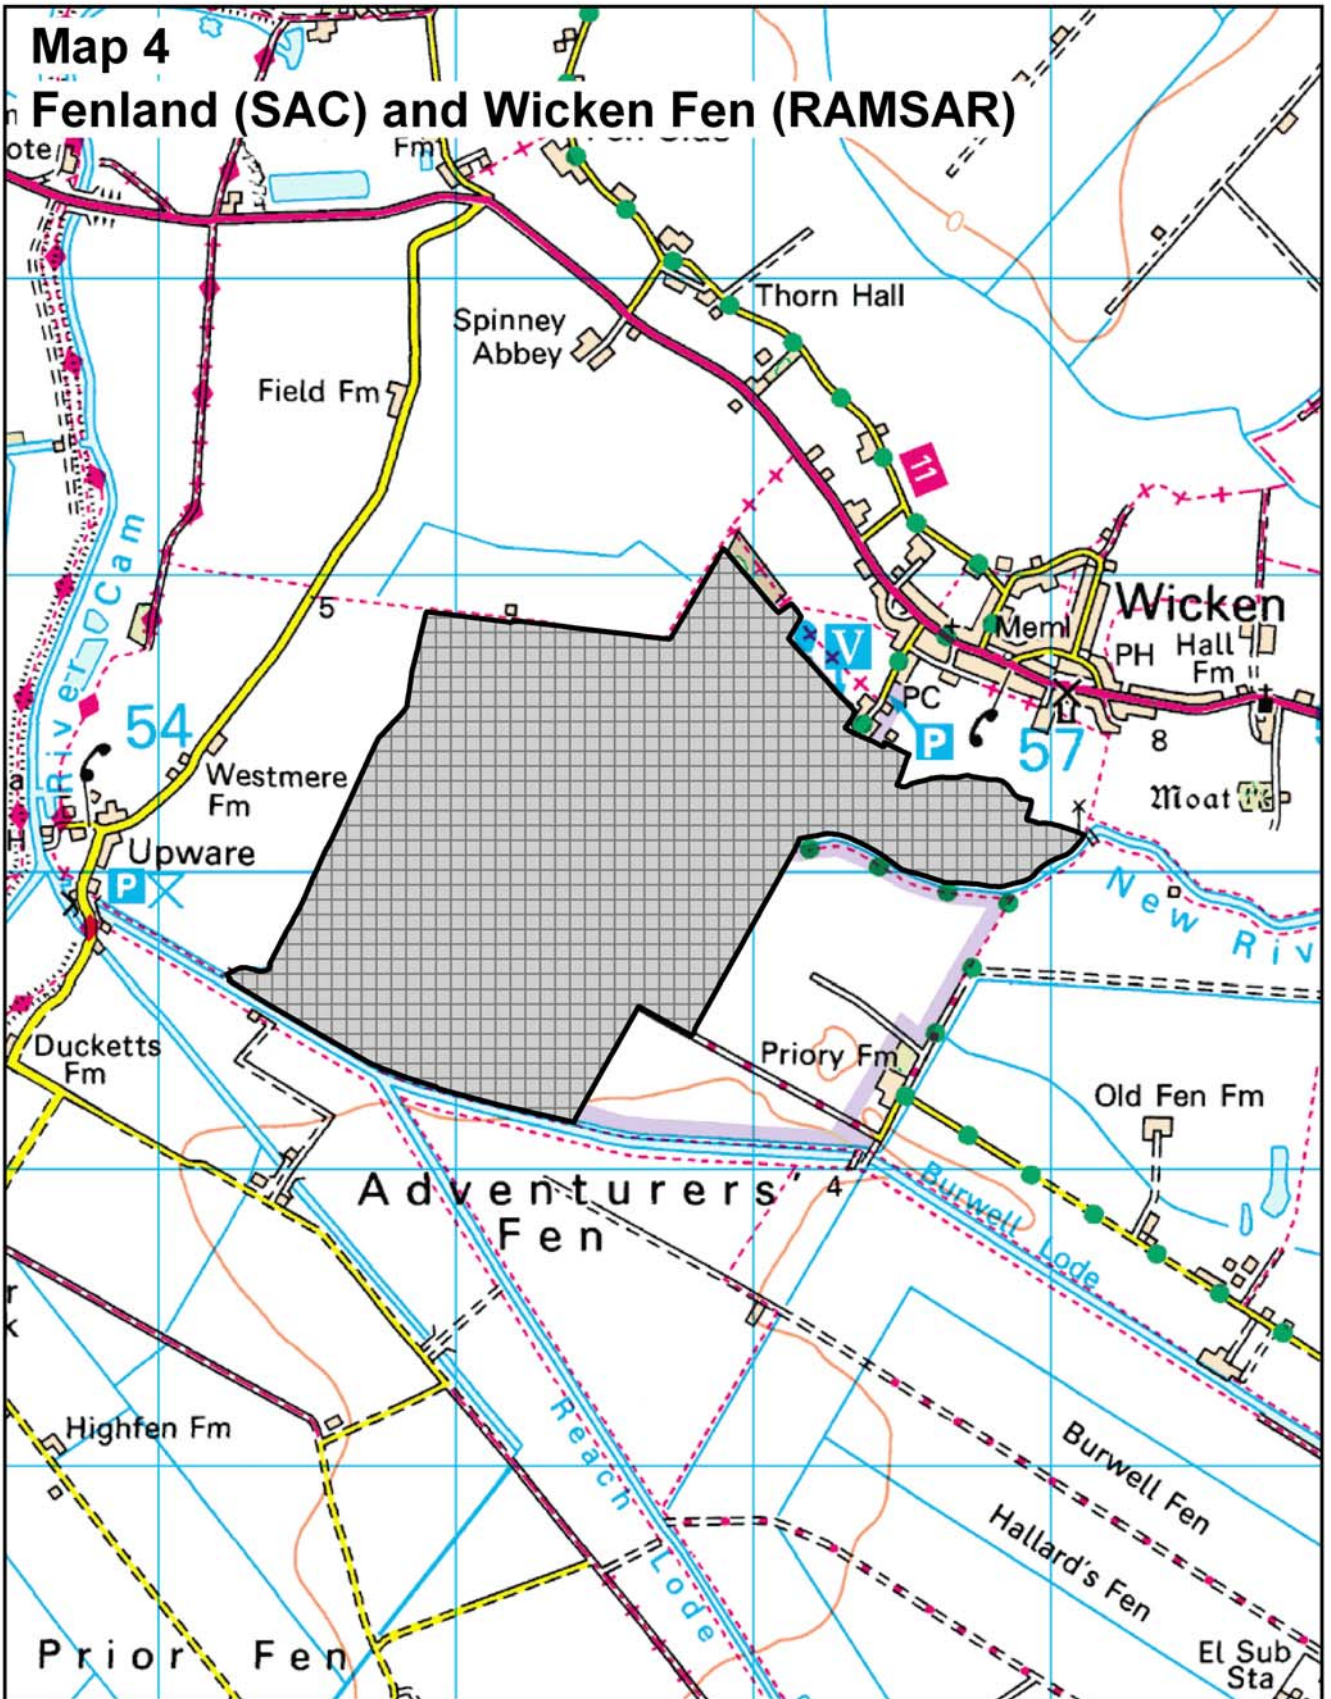 Map 4
Fenland (SAC) and Wicken Fen (RAMSAR)
ote
Fm
Thorn Hall
Spinney
Abbey
Field Fm
11
River Cam
5
Wicken
Meml
V
PH
Hall
Fm
PC
P
54
57
8
Westmere
Fm
Moat
a
H
Upware
P
New Riv
Ducketts
Fm
Priory Fm
Old Fen Fm
Adventurers'
Fen
4
Burwell Lode
r
k
Highfen Fm
Reach Lode
Burwell Fen
Hallard's Fen
Prior Fen
El Sub
Sta